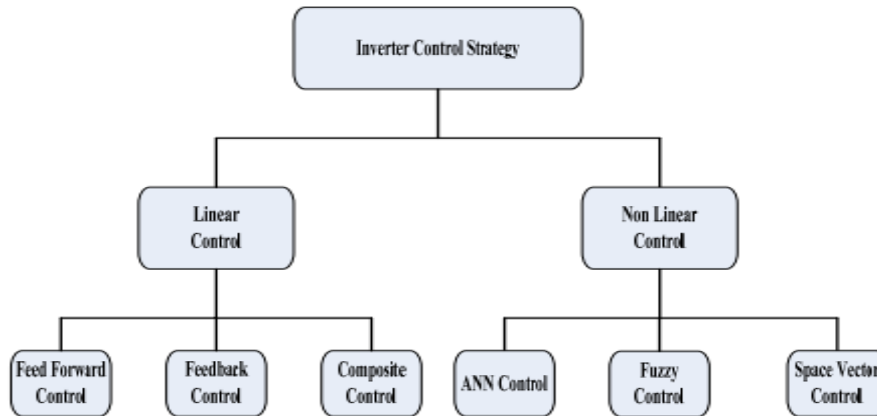 Inverter Control Strategy
Linear
Control
Non Linear
Control
Feed Forward
Control
Feedback
Control
Composite
Control
ANN Control
Fuzzy
Control
Space Vector
Control